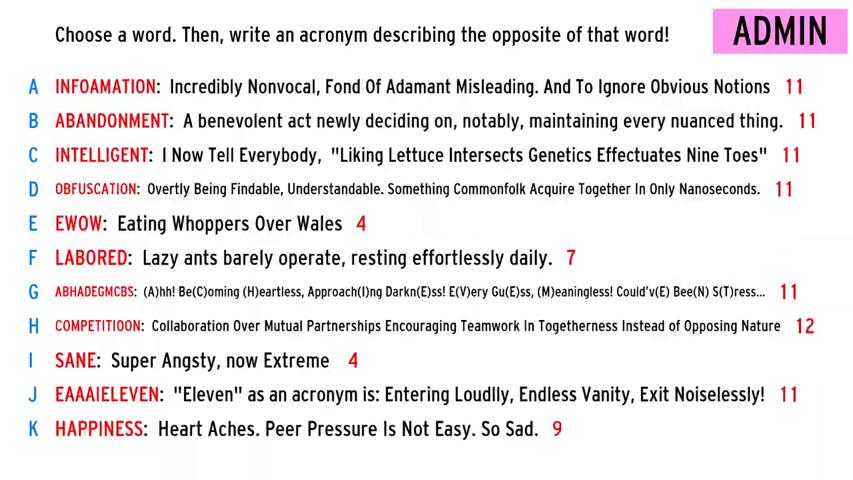 Choose a word. Then, write an acronym describing the opposite of that word!
ADMIN
A INFOAMATION: Incredibly Nonvocal, Fond Of Adamant Misleading. And To Ignore Obvious Notions 11
B ABANDONMENT: A benevolent act newly deciding on, notably, maintaining every nuanced thing. 11
C INTELLIGENT: I Now Tell Everybody, "Liking Lettuce Intersects Genetics Effectuates Nine Toes" 11
D OBFUSCATION: Overtly Being Findable, Understandable. Something Commonfolk Acquire Together In Only Nanoseconds. 11
E EWOW: Eating Whoppers Over Wales 4
F LABORED: Lazy ants barely operate, resting effortlessly daily. 7
G ABHADEGMCBS: (A)hh! Be(C)oming (H)eartless, Approach(I)ng Darkn(E)ss! E(V)ery Gu(E)ss, (M)eaningless! Could'v(E) Bee(N) S(T)ress... 11
H COMPETITIOON: Collaboration Over Mutual Partnerships Encouraging Teamwork In Togetherness Instead of Opposing Nature 12
I SANE: Super Angsty, now Extreme 4
J EAAAIELEVEN: "Eleven" as an acronym is: Entering Loudlly, Endless Vanity, Exit Noiselessly! 11
K HAPPINESS: Heart Aches. Peer Pressure Is Not Easy. So Sad. 9